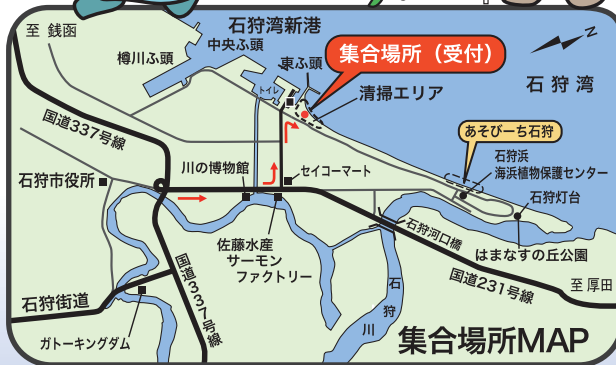 至 銭函
石狩湾新港
中央ふ頭
樽川ふ頭
東ふ頭
トイレ
集合場所（受付）
清掃エリア
N
石狩湾
国道337号線
あそびーち石狩
石狩浜
海浜植物保護センター
石狩灯台
川の博物館
セイコーマート
石狩市役所
佐藤水産
サーモン
ファクトリー
石狩河口橋
はまなすの丘公園
至 厚田
国道231号線
国道337号線
石狩川
石狩街道
ガトーキングダム
集合場所MAP